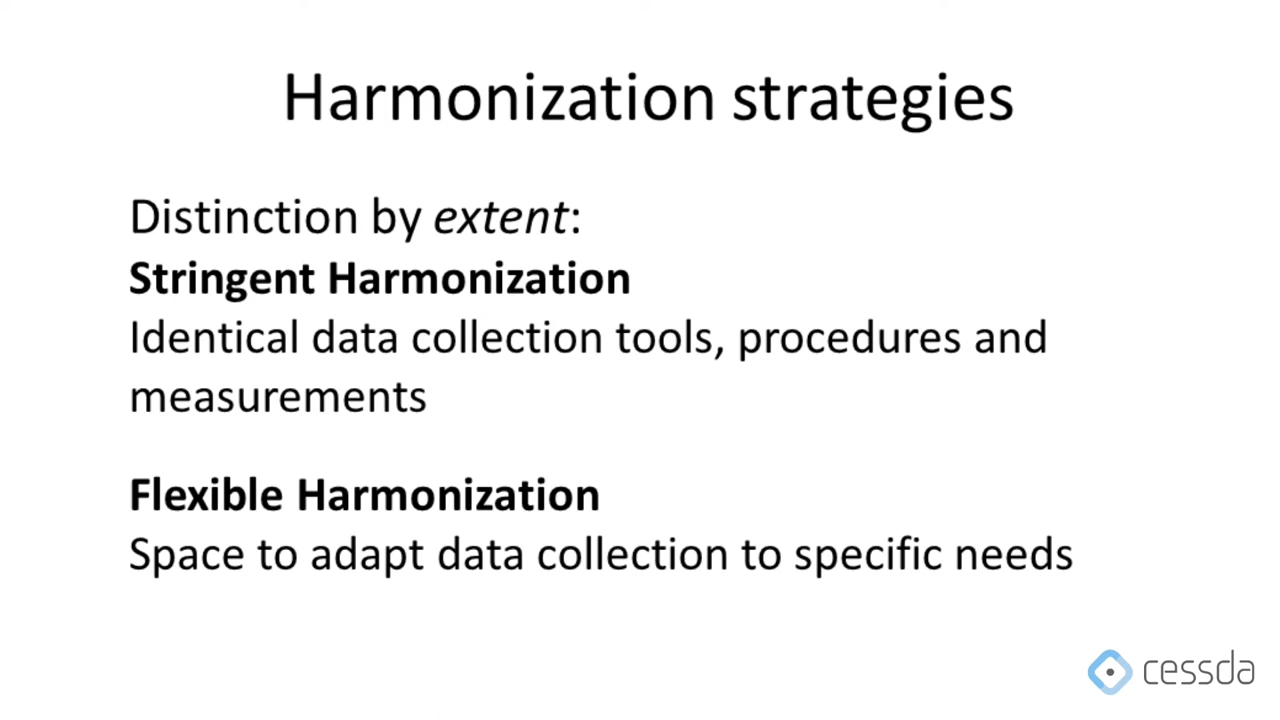 Harmonization strategies
Distinction by extent:
Stringent Harmonization
Identical data collection tools, procedures and
measurements
Flexible Harmonization
Space to adapt data collection to specific needs
cessda